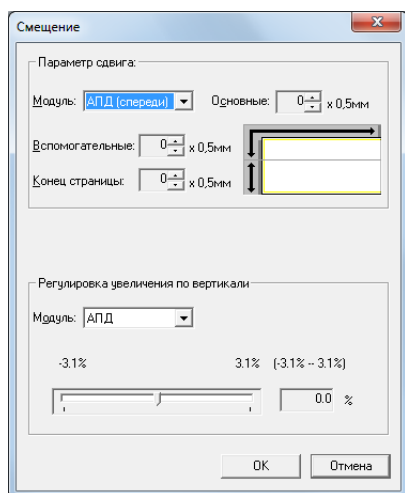 Смещение
Параметр сдвига:
Модуль: АПД (спереди) Основные: 0 x 0,5мм
Вспомогательные: 0 x 0,5мм
Конец страницы: 0 x 0,5мм
Регулировка увеличения по вертикали
Модуль: АПД
-3.1% 3.1% (-3.1% -- 3.1%)
0.0 %
OK Отмена